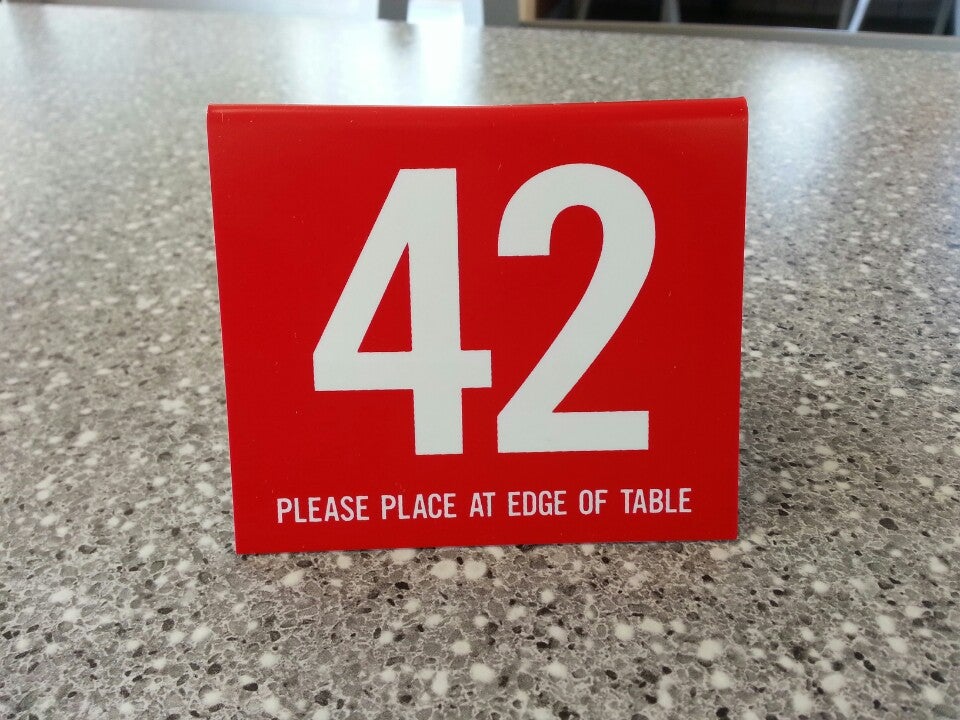 42
PLEASE PLACE AT EDGE OF TABLE